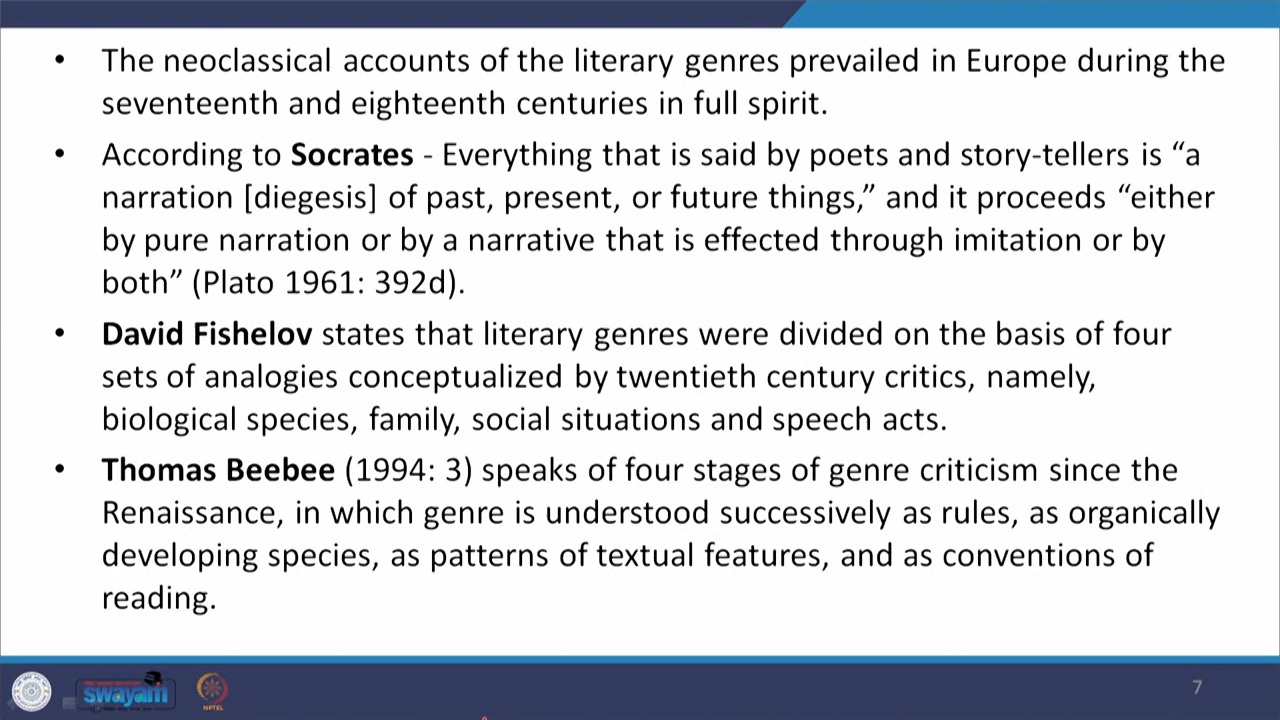 • The neoclassical accounts of the literary genres prevailed in Europe during the
seventeenth and eighteenth centuries in full spirit.
• According to Socrates - Everything that is said by poets and story-tellers is “a
narration [diegesis] of past, present, or future things,” and it proceeds “either
by pure narration or by a narrative that is effected through imitation or by
both” (Plato 1961: 392d).
• David Fishelov states that literary genres were divided on the basis of four
sets of analogies conceptualized by twentieth century critics, namely,
biological species, family, social situations and speech acts.
• Thomas Beebee (1994: 3) speaks of four stages of genre criticism since the
Renaissance, in which genre is understood successively as rules, as organically
developing species, as patterns of textual features, and as conventions of
reading.
swayam
NPTEL
7